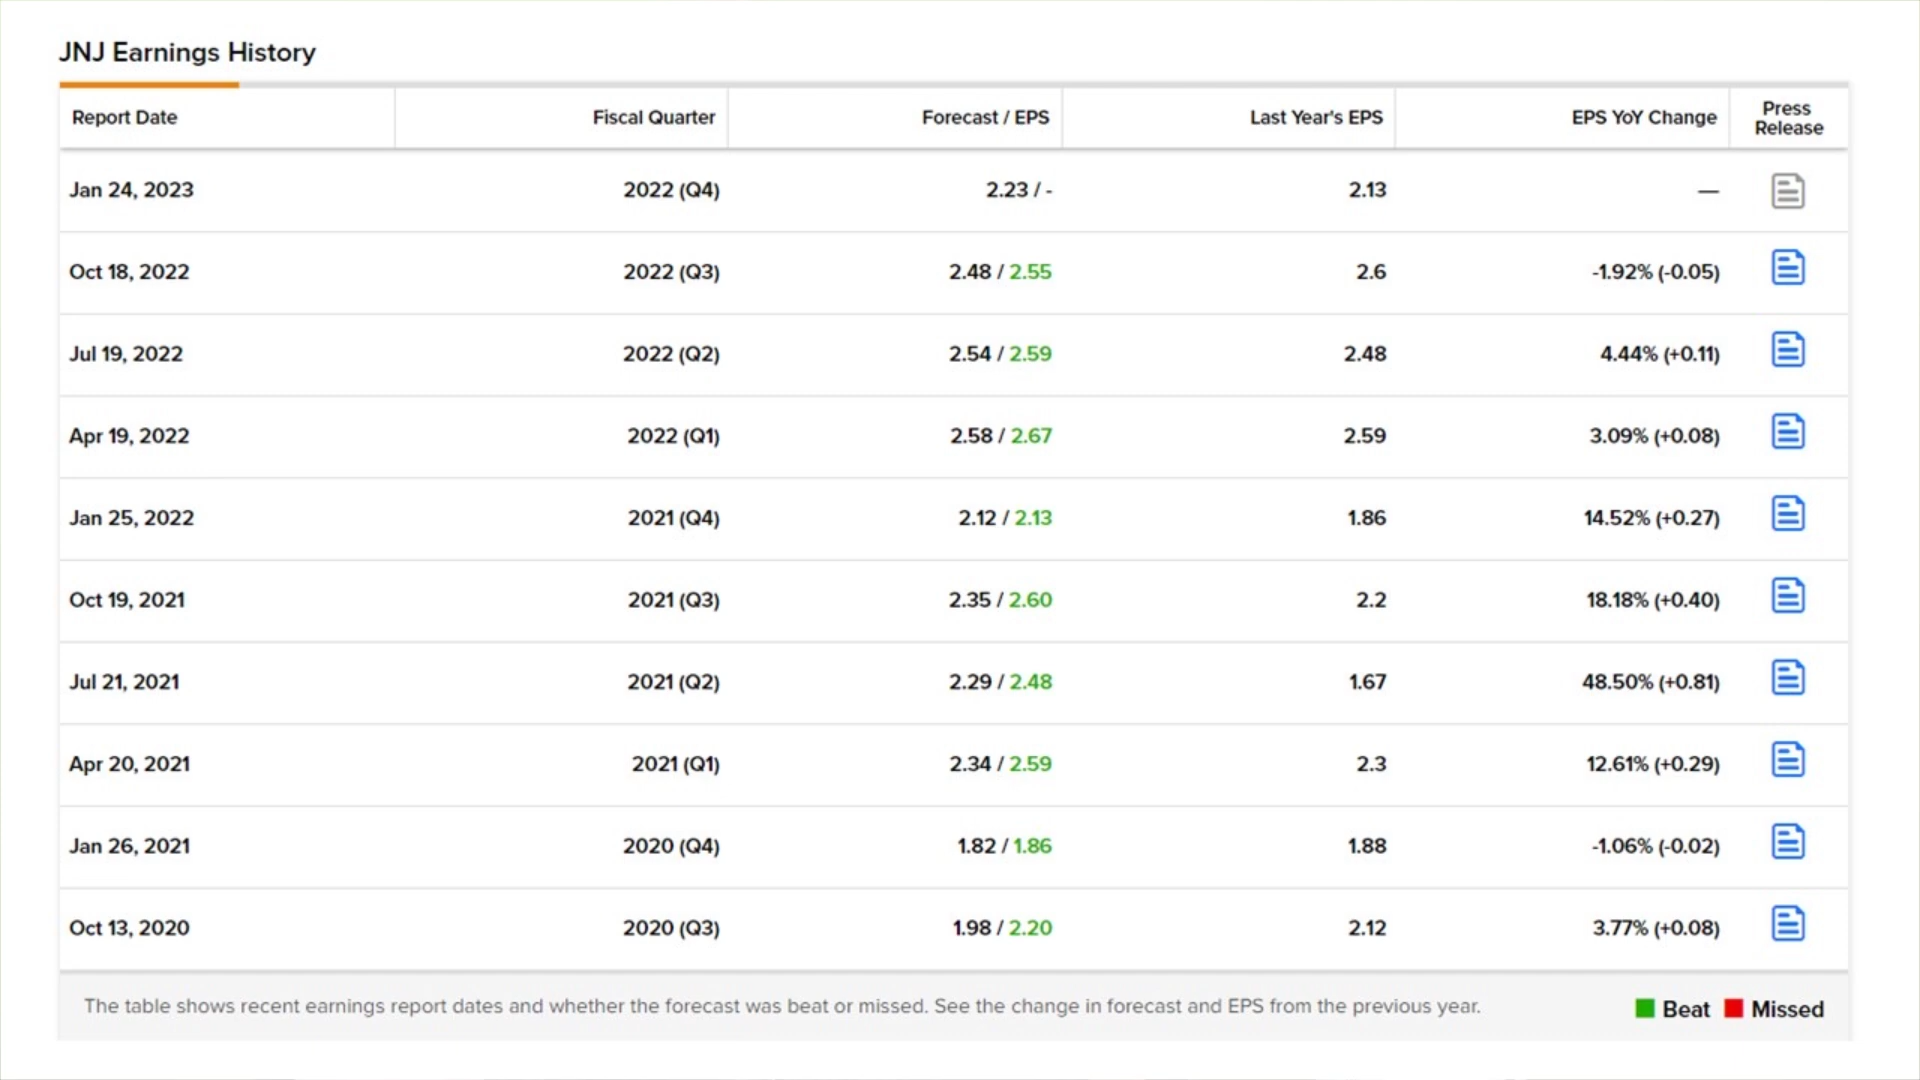 JNJ Earnings History
Report Date Fiscal Quarter Forecast / EPS Last Year's EPS EPS YoY Change Press Release
Jan 24, 2023 2022 (Q4) 2.23 / - 2.13 —
Oct 18, 2022 2022 (Q3) 2.48 / 2.55 2.6 -1.92% (-0.05)
Jul 19, 2022 2022 (Q2) 2.54 / 2.59 2.48 4.44% (+0.11)
Apr 19, 2022 2022 (Q1) 2.58 / 2.67 2.59 3.09% (+0.08)
Jan 25, 2022 2021 (Q4) 2.12 / 2.13 1.86 14.52% (+0.27)
Oct 19, 2021 2021 (Q3) 2.35 / 2.60 2.2 18.18% (+0.40)
Jul 21, 2021 2021 (Q2) 2.29 / 2.48 1.67 48.50% (+0.81)
Apr 20, 2021 2021 (Q1) 2.34 / 2.59 2.3 12.61% (+0.29)
Jan 26, 2021 2020 (Q4) 1.82 / 1.86 1.88 -1.06% (-0.02)
Oct 13, 2020 2020 (Q3) 1.98 / 2.20 2.12 3.77% (+0.08)
The table shows recent earnings report dates and whether the forecast was beat or missed. See the change in forecast and EPS from the previous year. Beat Missed